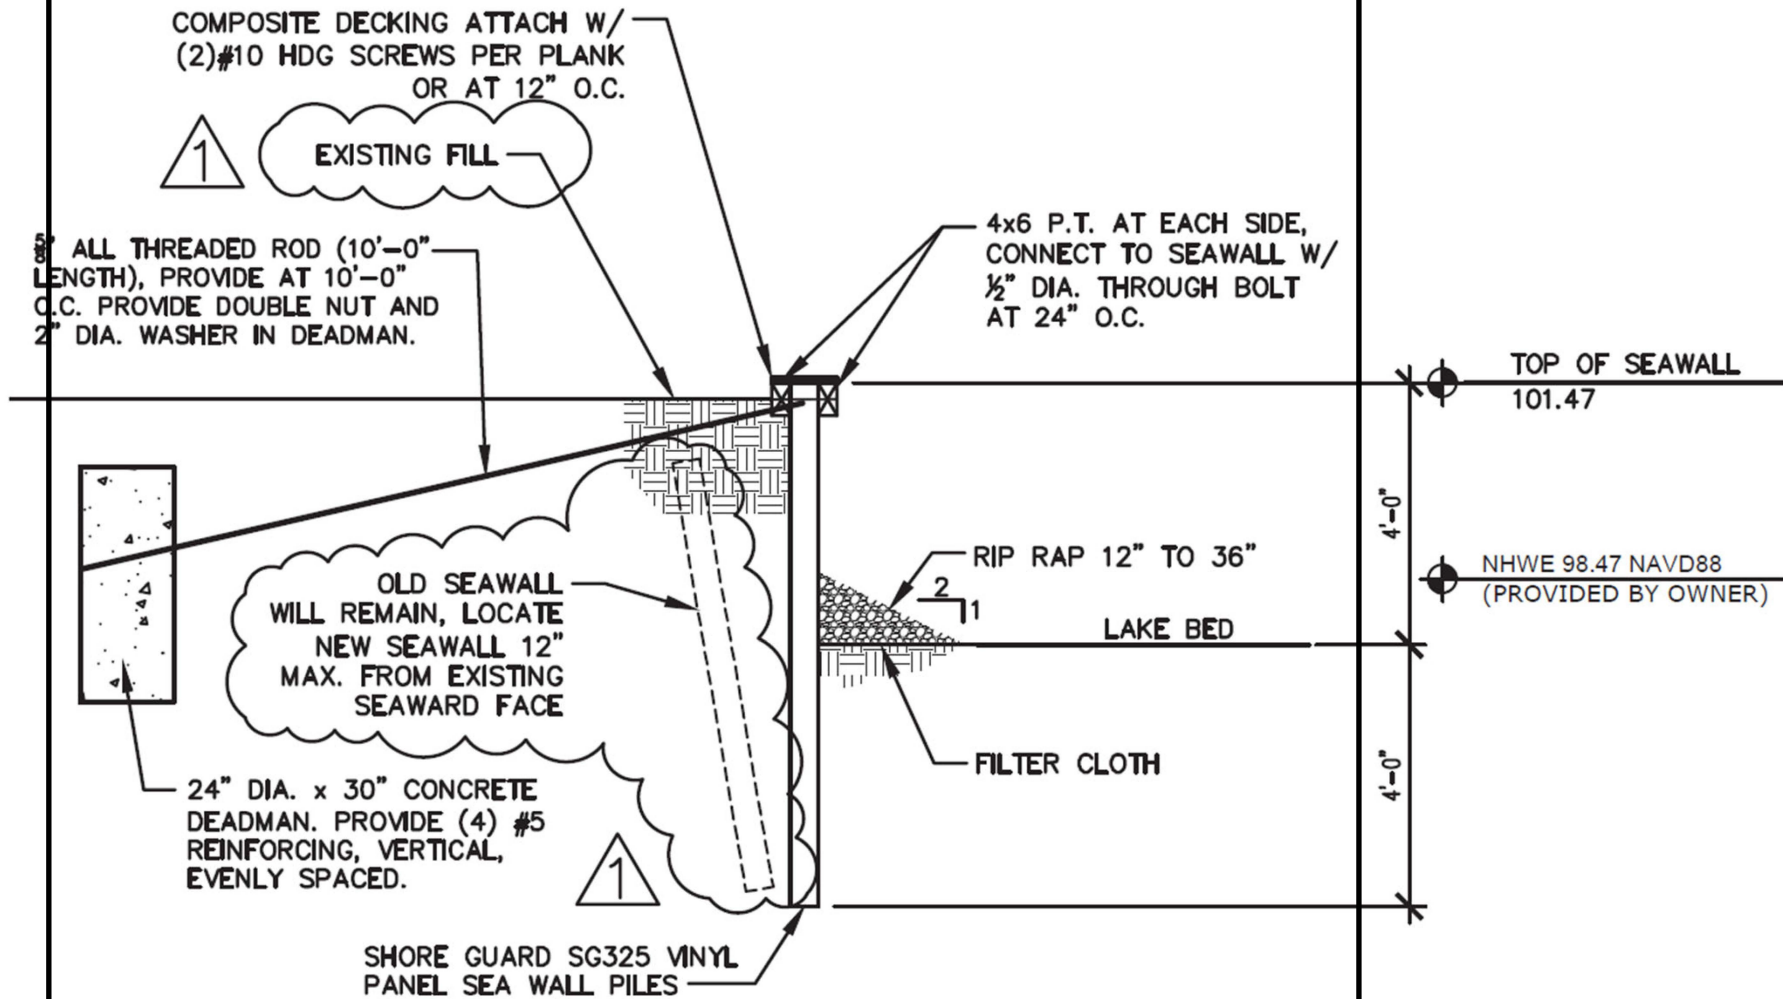 COMPOSITE DECKING ATTACH W/
(2)#10 HDG SCREWS PER PLANK
OR AT 12" O.C.
1
EXISTING FILL
5/8" ALL THREADED ROD (10'-0"
LENGTH), PROVIDE AT 10'-0"
O.C. PROVIDE DOUBLE NUT AND
2" DIA. WASHER IN DEADMAN.
4x6 P.T. AT EACH SIDE,
CONNECT TO SEAWALL W/
½" DIA. THROUGH BOLT
AT 24" O.C.
TOP OF SEAWALL
101.47
4'-0"
RIP RAP 12" TO 36"
2
1
NHWE 98.47 NAVD88
(PROVIDED BY OWNER)
OLD SEAWALL
WILL REMAIN, LOCATE
NEW SEAWALL 12"
MAX. FROM EXISTING
SEAWARD FACE
LAKE BED
FILTER CLOTH
4'-0"
24" DIA. x 30" CONCRETE
DEADMAN. PROVIDE (4) #5
REINFORCING, VERTICAL,
EVENLY SPACED.
1
SHORE GUARD SG325 VINYL
PANEL SEA WALL PILES